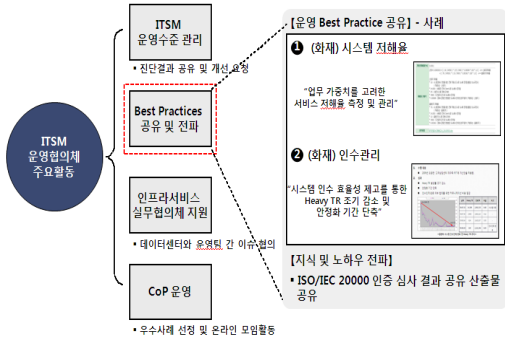 ITSM
운영협의체
주요활동
ITSM
운영수준 관리
▪ 진단결과 공유 및 개선 요청
Best Practices
공유 및 전파
인프라서비스
실무협의체 지원
▪ 데이터센터와 운영팀 간 이슈 협의
CoP 운영
▪ 우수사례 선정 및 온라인 모임활동
【운영 Best Practice 공유】 - 사례
❶ (화재) 시스템 저해율
“업무 가중치를 고려한
서비스 저해율 측정 및 관리”
❷ (화재) 인수관리
“시스템 인수 효율성 제고를 통한
Heavy TR 조기 감소 및
안정화 기간 단축”
【지식 및 노하우 전파】
▪ ISO/IEC 20000 인증 심사 결과 공유 산출물
공유